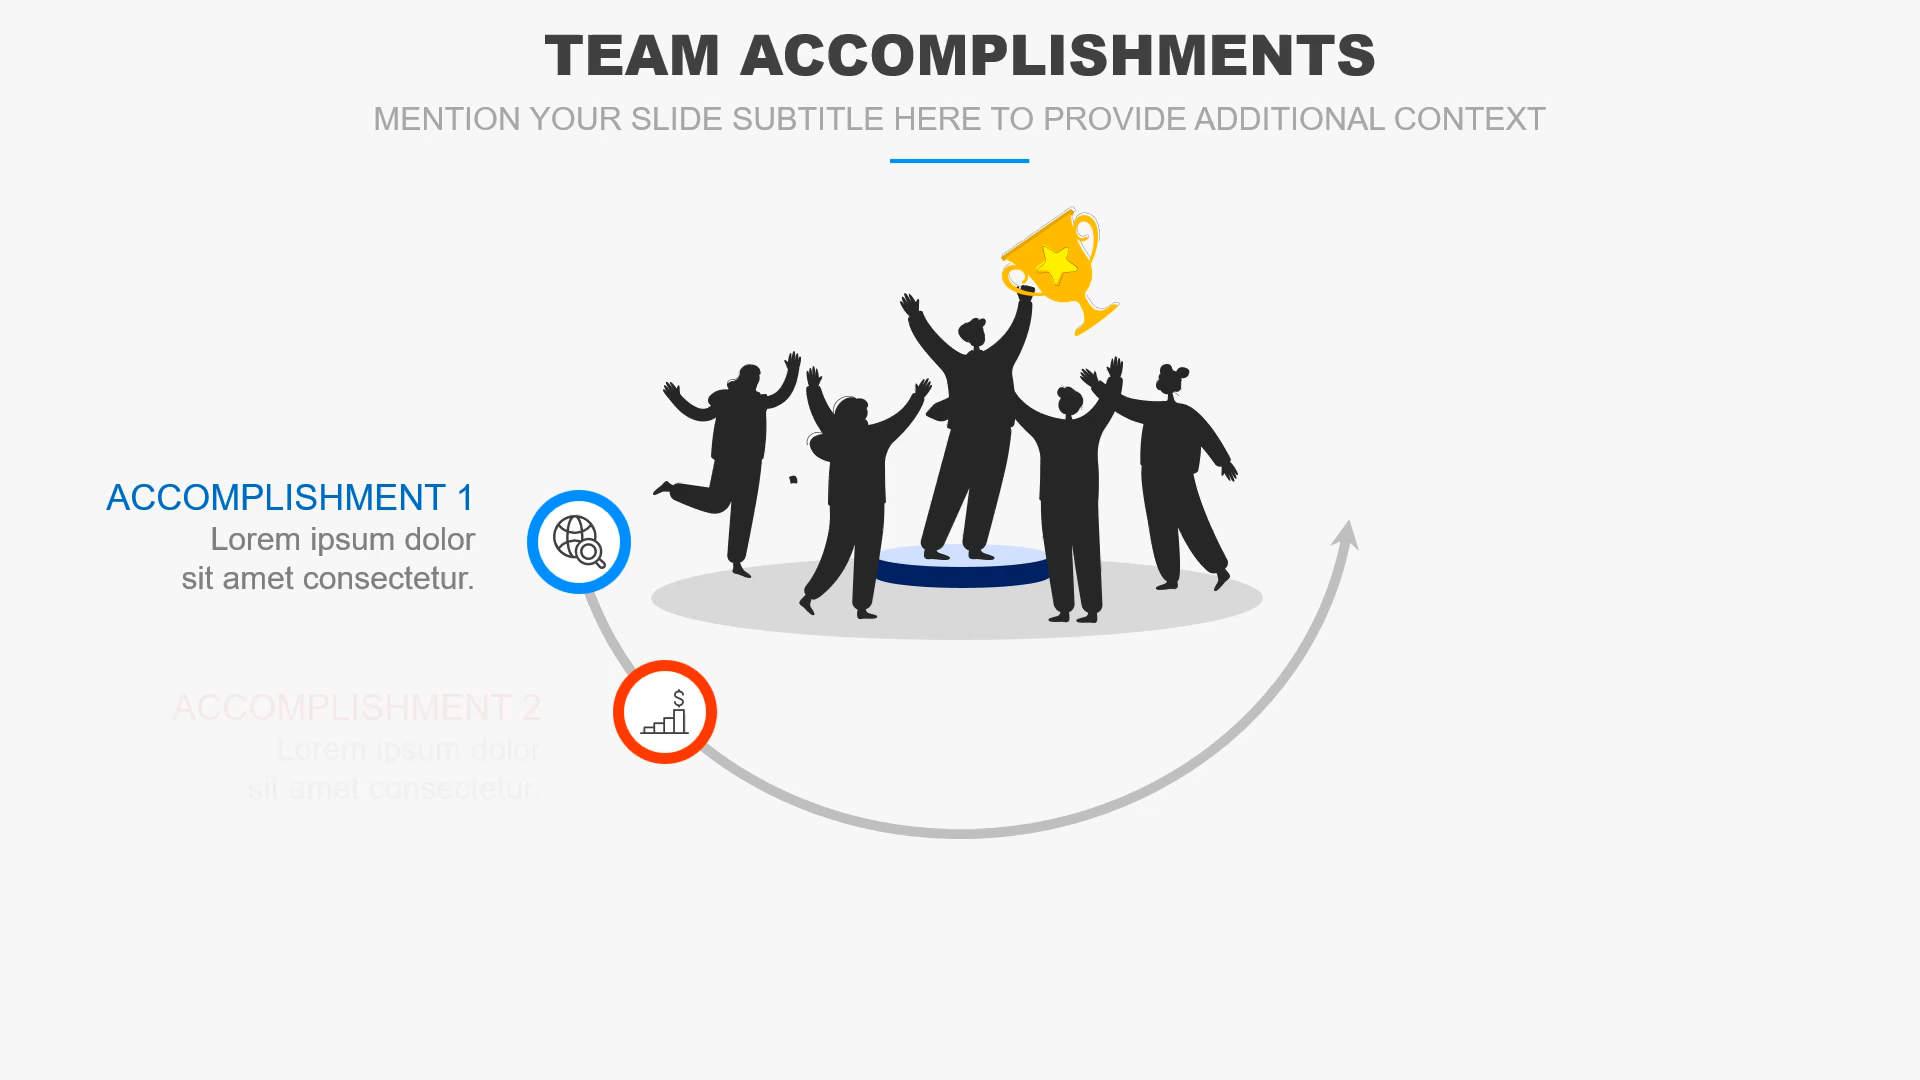 TEAM ACCOMPLISHMENTS
MENTION YOUR SLIDE SUBTITLE HERE TO PROVIDE ADDITIONAL CONTEXT
ACCOMPLISHMENT 1
Lorem ipsum dolor
sit amet consectetur.
$
ACCOMPLISHMENT 2
Lorem ipsum dolor
sit amet consectetur.